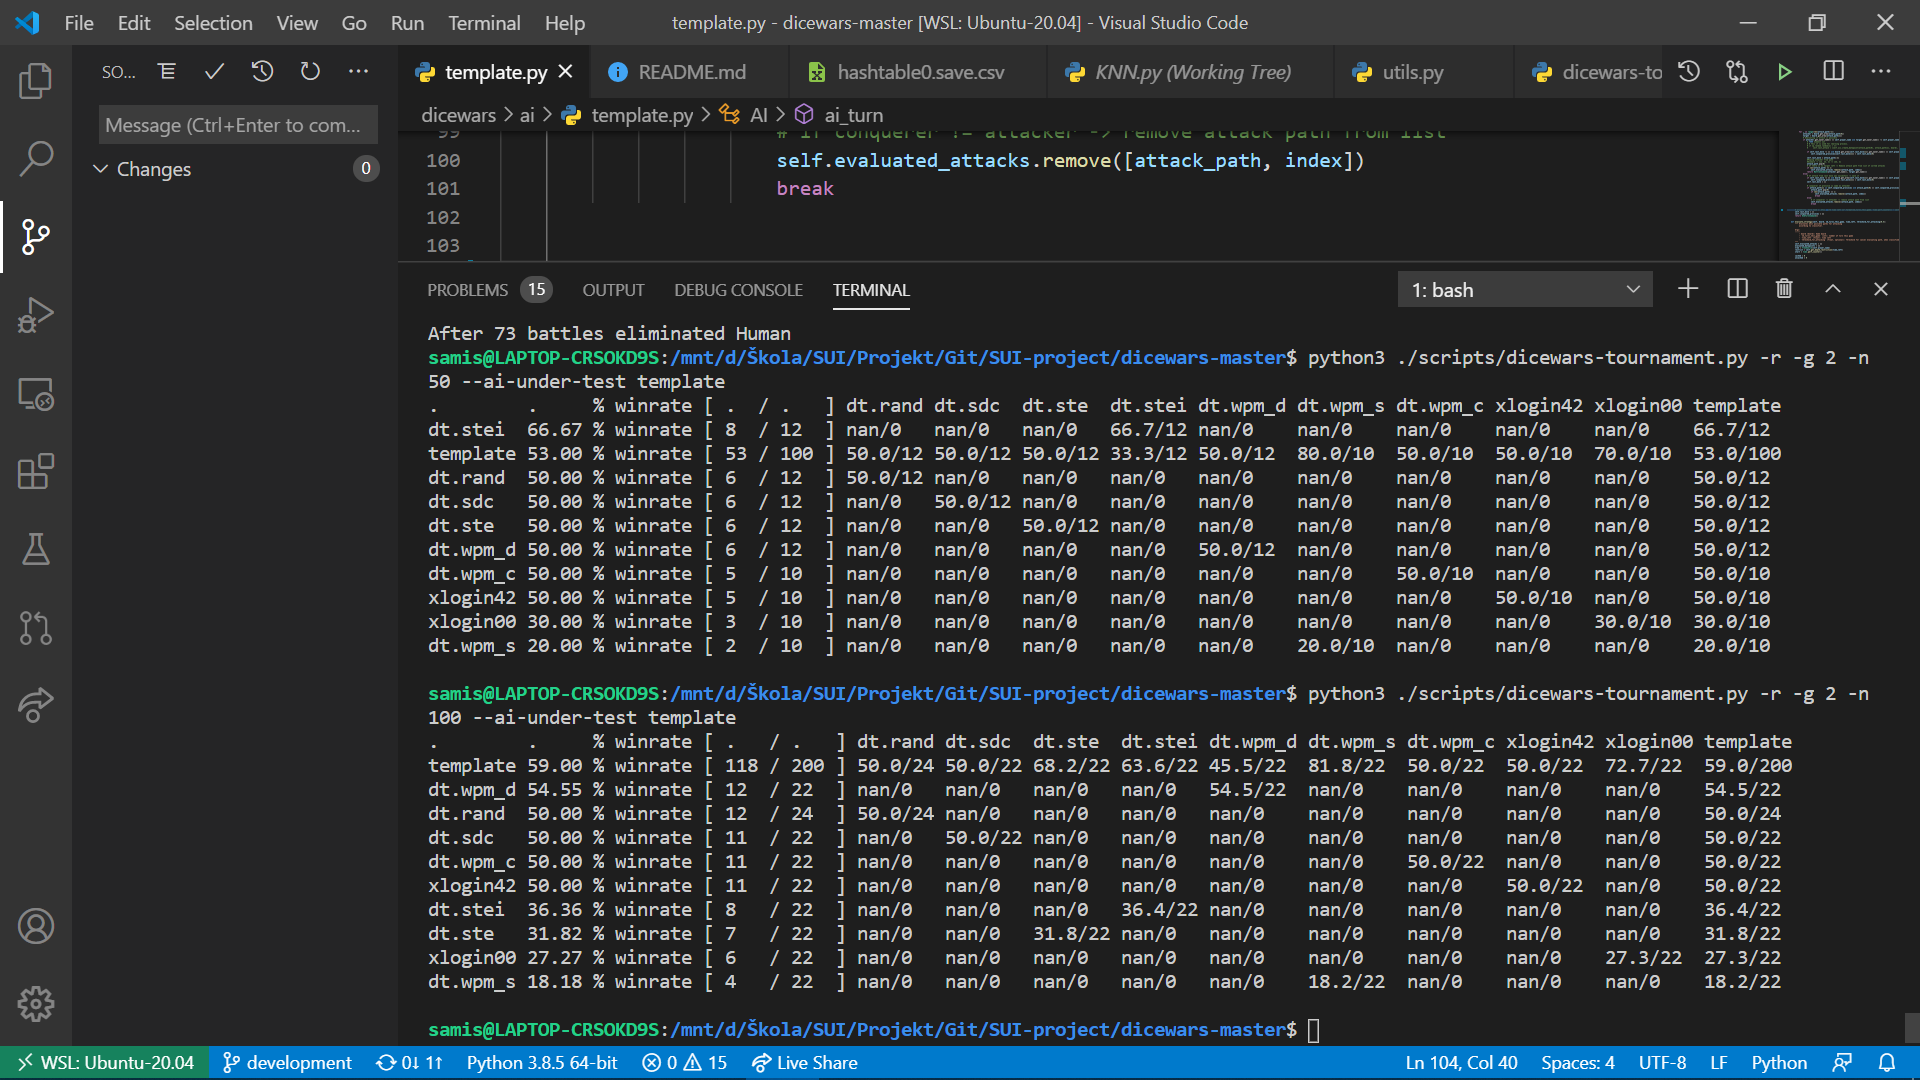 File Edit Selection View Go Run Terminal Help template.py - dicewars-master [WSL: Ubuntu-20.04] - Visual Studio Code
SO...
template.py README.md hashtable0.save.csv KNN.py (Working Tree) utils.py dicewars-to
Message (Ctrl+Enter to com...
dicewars > ai > template.py > AI > ai_turn
Changes 0
99 # if conquerer != attacker -> remove attack path from list
100 self.evaluated_attacks.remove([attack_path, index])
101 break
102
103
PROBLEMS 15 OUTPUT DEBUG CONSOLE TERMINAL 1: bash
After 73 battles eliminated Human
samis@LAPTOP-CRSOKD9S:/mnt/d/Škola/SUI/Projekt/Git/SUI-project/dicewars-master$ python3 ./scripts/dicewars-tournament.py -r -g 2 -n
50 --ai-under-test template
. . % winrate [ . / . ] dt.rand dt.sdc dt.ste dt.stei dt.wpm_d dt.wpm_s dt.wpm_c xlogin42 xlogin00 template
dt.stei 66.67 % winrate [ 8 / 12 ] nan/0 nan/0 nan/0 66.7/12 nan/0 nan/0 nan/0 nan/0 nan/0 66.7/12
template 53.00 % winrate [ 53 / 100 ] 50.0/12 50.0/12 50.0/12 33.3/12 50.0/12 80.0/10 50.0/10 50.0/10 70.0/10 53.0/100
dt.rand 50.00 % winrate [ 6 / 12 ] 50.0/12 nan/0 nan/0 nan/0 nan/0 nan/0 nan/0 nan/0 nan/0 50.0/12
dt.sdc 50.00 % winrate [ 6 / 12 ] nan/0 50.0/12 nan/0 nan/0 nan/0 nan/0 nan/0 nan/0 nan/0 50.0/12
dt.ste 50.00 % winrate [ 6 / 12 ] nan/0 nan/0 50.0/12 nan/0 nan/0 nan/0 nan/0 nan/0 nan/0 50.0/12
dt.wpm_d 50.00 % winrate [ 6 / 12 ] nan/0 nan/0 nan/0 nan/0 50.0/12 nan/0 nan/0 nan/0 nan/0 50.0/12
dt.wpm_c 50.00 % winrate [ 5 / 10 ] nan/0 nan/0 nan/0 nan/0 nan/0 nan/0 50.0/10 nan/0 nan/0 50.0/10
xlogin42 50.00 % winrate [ 5 / 10 ] nan/0 nan/0 nan/0 nan/0 nan/0 nan/0 nan/0 50.0/10 nan/0 50.0/10
xlogin00 30.00 % winrate [ 3 / 10 ] nan/0 nan/0 nan/0 nan/0 nan/0 nan/0 nan/0 nan/0 30.0/10 30.0/10
dt.wpm_s 20.00 % winrate [ 2 / 10 ] nan/0 nan/0 nan/0 nan/0 nan/0 20.0/10 nan/0 nan/0 nan/0 20.0/10
samis@LAPTOP-CRSOKD9S:/mnt/d/Škola/SUI/Projekt/Git/SUI-project/dicewars-master$ python3 ./scripts/dicewars-tournament.py -r -g 2 -n
100 --ai-under-test template
. . % winrate [ . / . ] dt.rand dt.sdc dt.ste dt.stei dt.wpm_d dt.wpm_s dt.wpm_c xlogin42 xlogin00 template
template 59.00 % winrate [ 118 / 200 ] 50.0/24 50.0/22 68.2/22 63.6/22 45.5/22 81.8/22 50.0/22 50.0/22 72.7/22 59.0/200
dt.wpm_d 54.55 % winrate [ 12 / 22 ] nan/0 nan/0 nan/0 nan/0 54.5/22 nan/0 nan/0 nan/0 nan/0 54.5/22
dt.rand 50.00 % winrate [ 12 / 24 ] 50.0/24 nan/0 nan/0 nan/0 nan/0 nan/0 nan/0 nan/0 nan/0 50.0/24
dt.sdc 50.00 % winrate [ 11 / 22 ] nan/0 50.0/22 nan/0 nan/0 nan/0 nan/0 nan/0 nan/0 nan/0 50.0/22
dt.wpm_c 50.00 % winrate [ 11 / 22 ] nan/0 nan/0 nan/0 nan/0 nan/0 nan/0 50.0/22 nan/0 nan/0 50.0/22
xlogin42 50.00 % winrate [ 11 / 22 ] nan/0 nan/0 nan/0 nan/0 nan/0 nan/0 nan/0 50.0/22 nan/0 50.0/22
dt.stei 36.36 % winrate [ 8 / 22 ] nan/0 nan/0 nan/0 36.4/22 nan/0 nan/0 nan/0 nan/0 nan/0 36.4/22
dt.ste 31.82 % winrate [ 7 / 22 ] nan/0 nan/0 31.8/22 nan/0 nan/0 nan/0 nan/0 nan/0 nan/0 31.8/22
xlogin00 27.27 % winrate [ 6 / 22 ] nan/0 nan/0 nan/0 nan/0 nan/0 nan/0 nan/0 nan/0 27.3/22 27.3/22
dt.wpm_s 18.18 % winrate [ 4 / 22 ] nan/0 nan/0 nan/0 nan/0 nan/0 18.2/22 nan/0 nan/0 nan/0 18.2/22
samis@LAPTOP-CRSOKD9S:/mnt/d/Škola/SUI/Projekt/Git/SUI-project/dicewars-master$
WSL: Ubuntu-20.04 development 0↓ 1↑ Python 3.8.5 64-bit 0 15 Live Share Ln 104, Col 40 Spaces: 4 UTF-8 LF Python